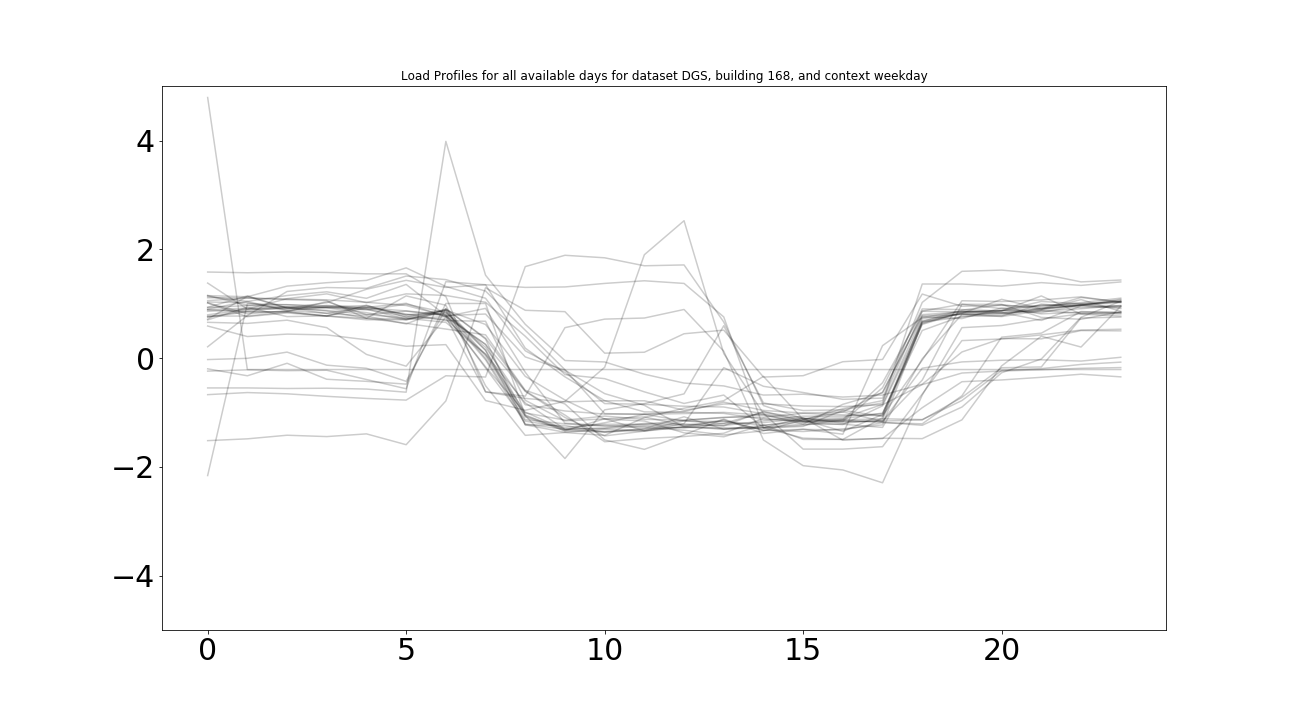 Load Profiles for all available days for dataset DGS, building 168, and context weekday
4
2
0
−2
−4
0 5 10 15 20